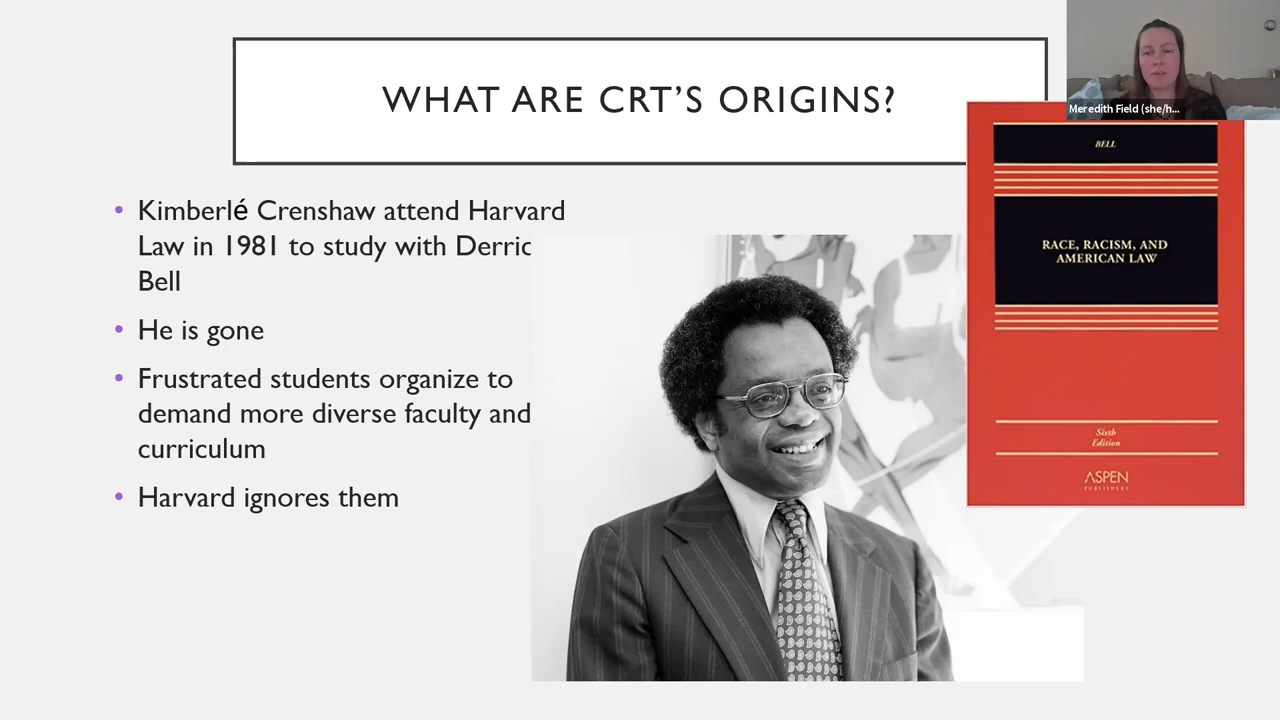 WHAT ARE CRT'S ORIGINS?
Meredith Field (she/h...
• Kimberlé Crenshaw attend Harvard
Law in 1981 to study with Derric
Bell
• He is gone
• Frustrated students organize to
demand more diverse faculty and
curriculum
• Harvard ignores them
BELL
RACE, RACISM, AND
AMERICAN LAW
Sixth
Edition
ASPEN
PUBLISHERS